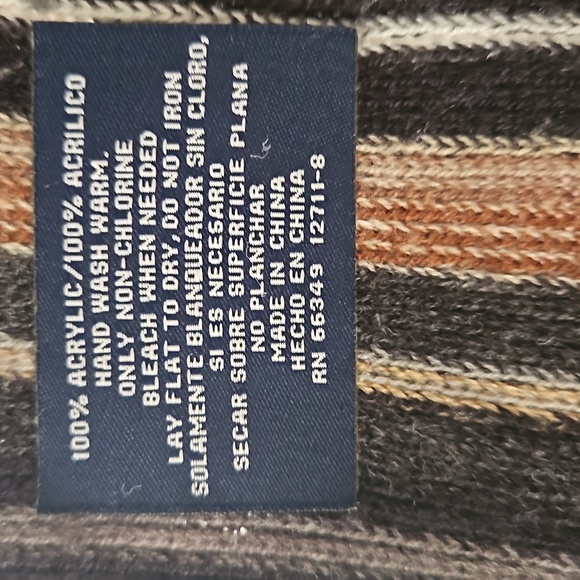 100% ACRYLIC/100% ACRILICO
HAND WASH WARM.
ONLY NON-CHLORINE
BLEACH WHEN NEEDED
LAY FLAT TO DRY,DO NOT IRON
SOLAMENTE BLANQUEADOR SIN CLORO,
SI ES NECESARIO
SECAR SOBRE SUPERFICIE PLANA
NO PLANCHAR
MADE IN CHINA
HECHO EN CHINA
RN 66349 12711-8